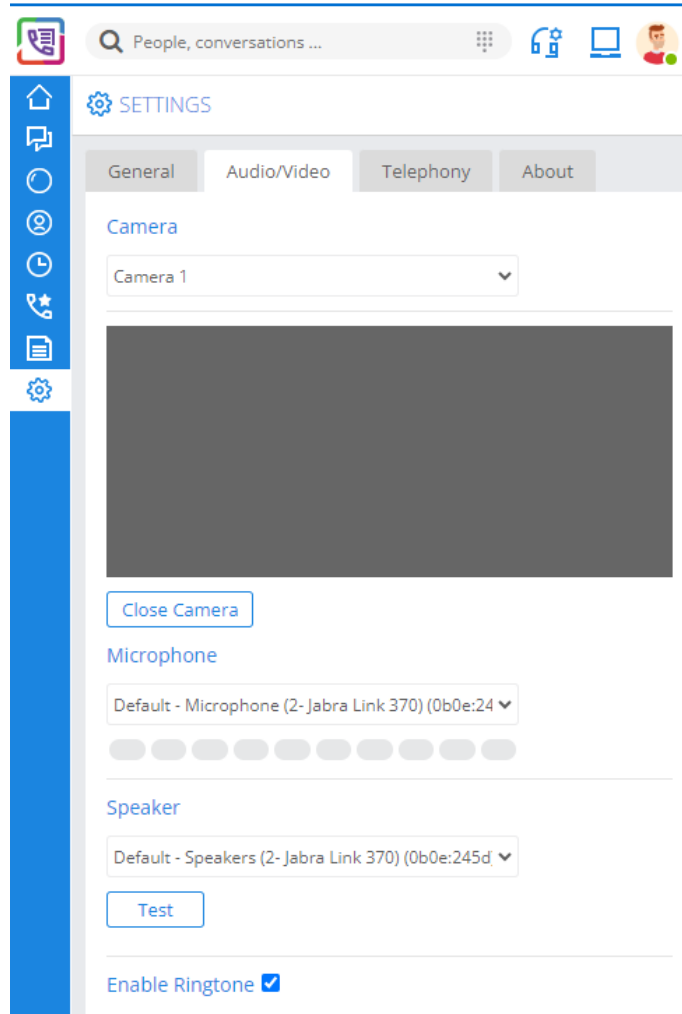 People, conversations ...
SETTINGS
General Audio/Video Telephony About
Camera
Camera 1
Close Camera
Microphone
Default - Microphone (2- Jabra Link 370) (0b0e:24
Speaker
Default - Speakers (2- Jabra Link 370) (0b0e:245d
Test
Enable Ringtone